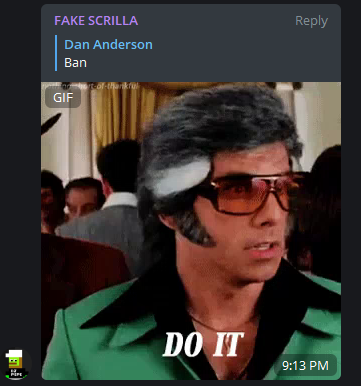 FAKE SCRILLA
Reply
Dan Anderson
Ban
GIF
DO IT
9:13 PM